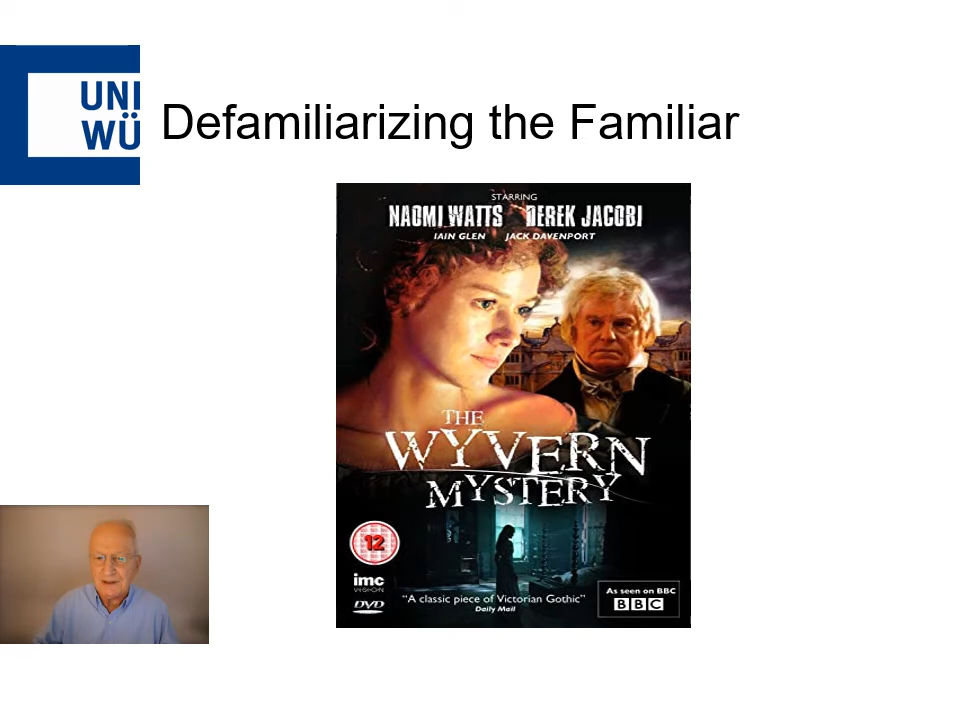 UNI
WÜ
Defamiliarizing the Familiar
STARRING
NAOMI WATTS DEREK JACOBI
IAIN GLEN JACK DAVENPORT
THE
WYVERN
MYSTERY
12
imc
VISION
DVD
“A classic piece of Victorian Gothic”
Daily Mail
As seen on BBC
BBC